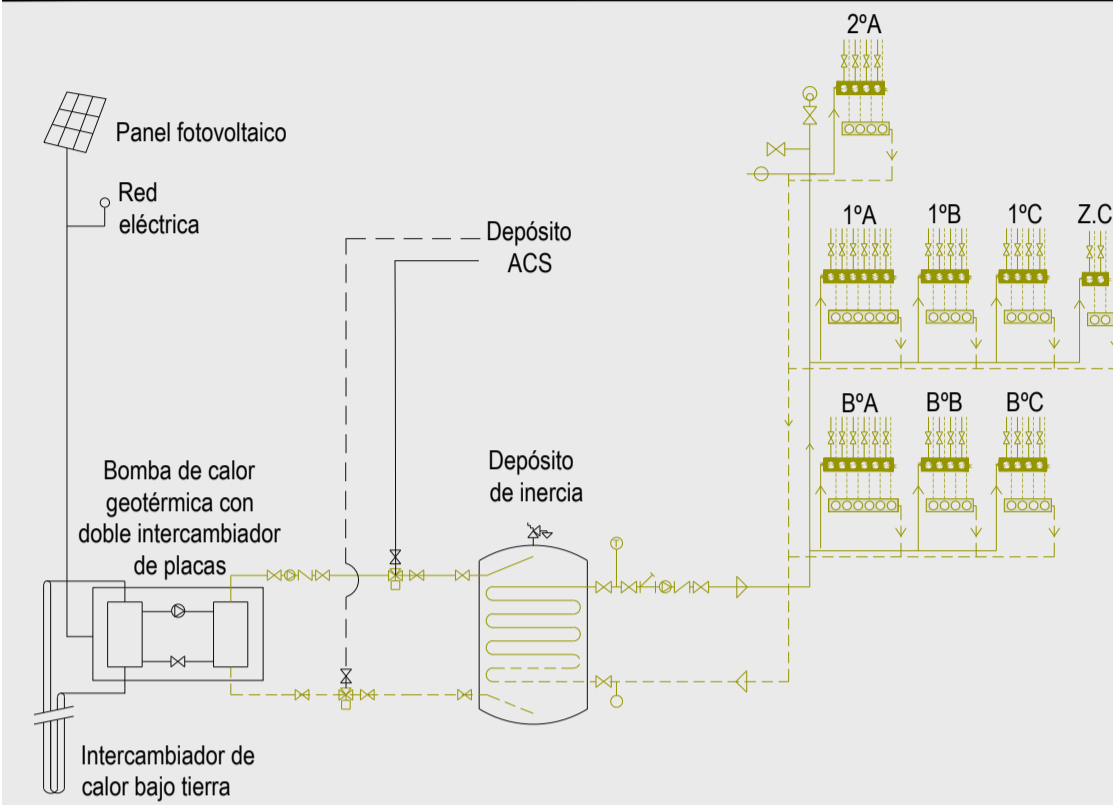 2ºA
Panel fotovoltaico
Red
eléctrica
Depósito
ACS
1ºA
1ºB
1ºC
Z.C
BºA
BºB
BºC
Bomba de calor
geotérmica con
doble intercambiador
de placas
Depósito
de inercia
T
Intercambiador de
calor bajo tierra